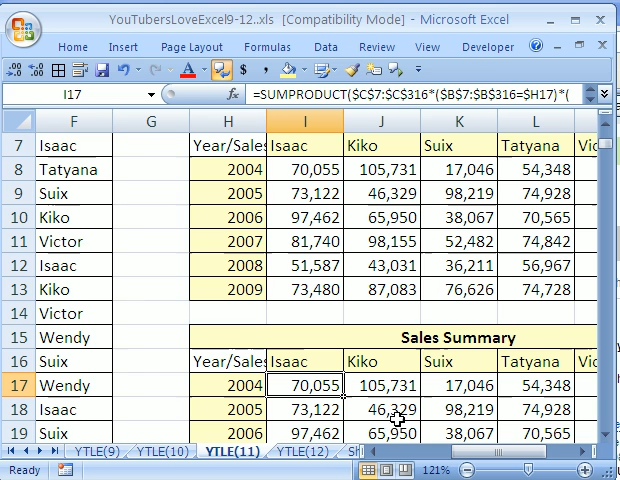 YouTubersLoveExcel9-12..xls [Compatibility Mode] - Microsoft Excel
Home Insert Page Layout Formulas Data Review View Developer
I17 fx =SUMPRODUCT($C$7:$C$316*($B$7:$B$316=$H17)*(
F G H I J K L
7 Isaac Year/Sales Isaac Kiko Suix Tatyana Vic
8 Tatyana 2004 70,055 105,731 17,046 54,348
9 Suix 2005 73,122 46,329 98,219 74,928
10 Kiko 2006 97,462 65,950 38,067 70,565
11 Victor 2007 81,740 98,155 52,482 74,842
12 Isaac 2008 51,587 43,031 36,211 56,967
13 Kiko 2009 73,480 87,083 76,626 74,728
14 Victor
15 Wendy Sales Summary
16 Suix Year/Sales Isaac Kiko Suix Tatyana Vic
17 Wendy 2004 70,055 105,731 17,046 54,348
18 Isaac 2005 73,122 46,329 98,219 74,928
19 Suix 2006 97,462 65,950 38,067 70,565
YTLE(9) YTLE(10) YTLE(11) YTLE(12) Sh
Ready 121%